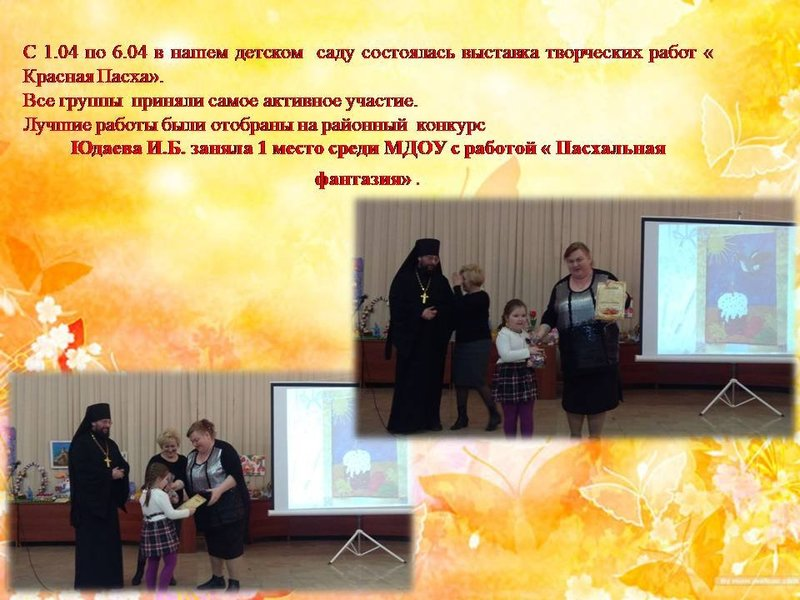 С 1.04 по 6.04 в нашем детском саду состоялась выставка творческих работ «
Красная Пасха».
Все группы приняли самое активное участие.
Лучшие работы были отобраны на районный конкурс
Юдаева И.Б. заняла 1 место среди МДОУ с работой « Пасхальная
фантазия» .